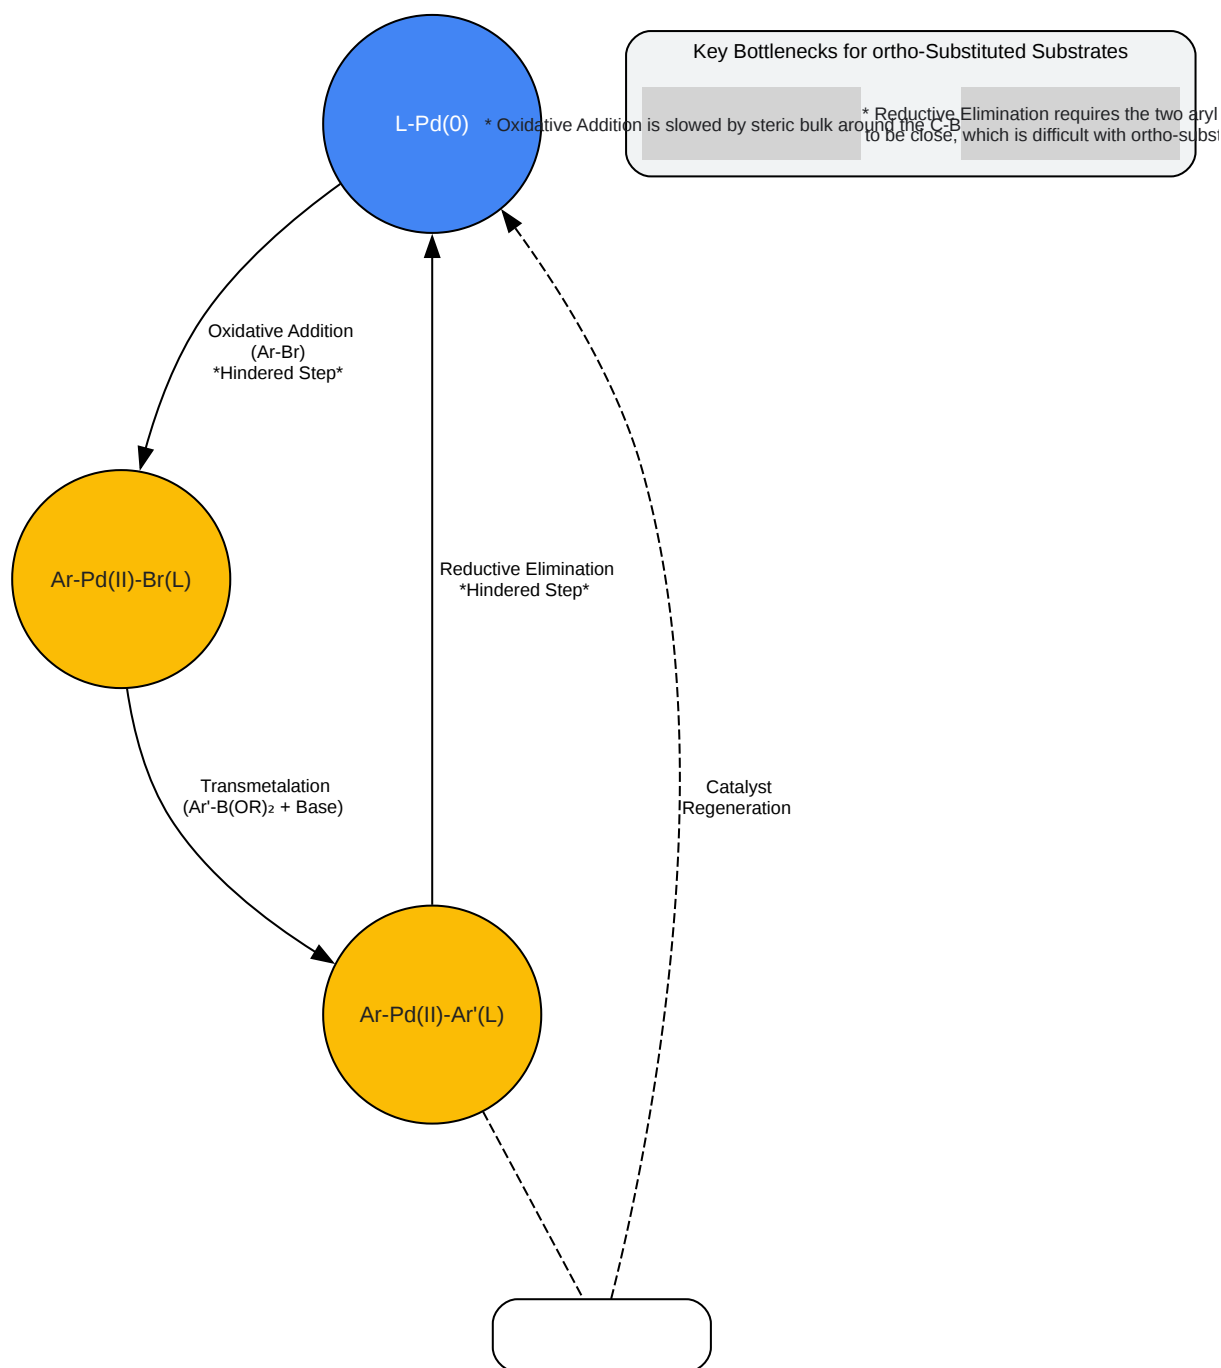 Key Bottlenecks for ortho-Substituted Substrates
L-Pd(0)
* Oxidative Addition is slowed by steric bulk around the C-B
* Reductive Elimination requires the two aryl
to be close, which is difficult with ortho-subst
Oxidative Addition
(Ar-Br)
*Hindered Step*
Ar-Pd(II)-Br(L)
Reductive Elimination
*Hindered Step*
Transmetalation
(Ar'-B(OR)₂ + Base)
Catalyst
Regeneration
Ar-Pd(II)-Ar'(L)